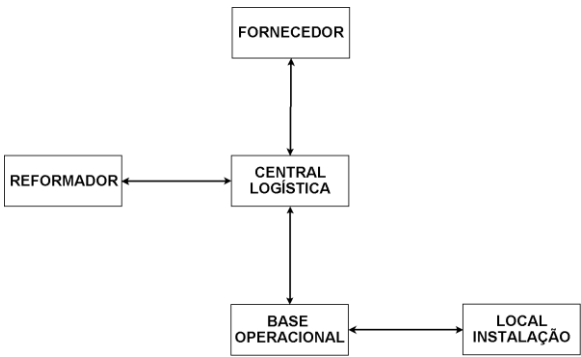 FORNECEDOR
REFORMADOR
CENTRAL
LOGÍSTICA
BASE
OPERACIONAL
LOCAL
INSTALAÇÃO